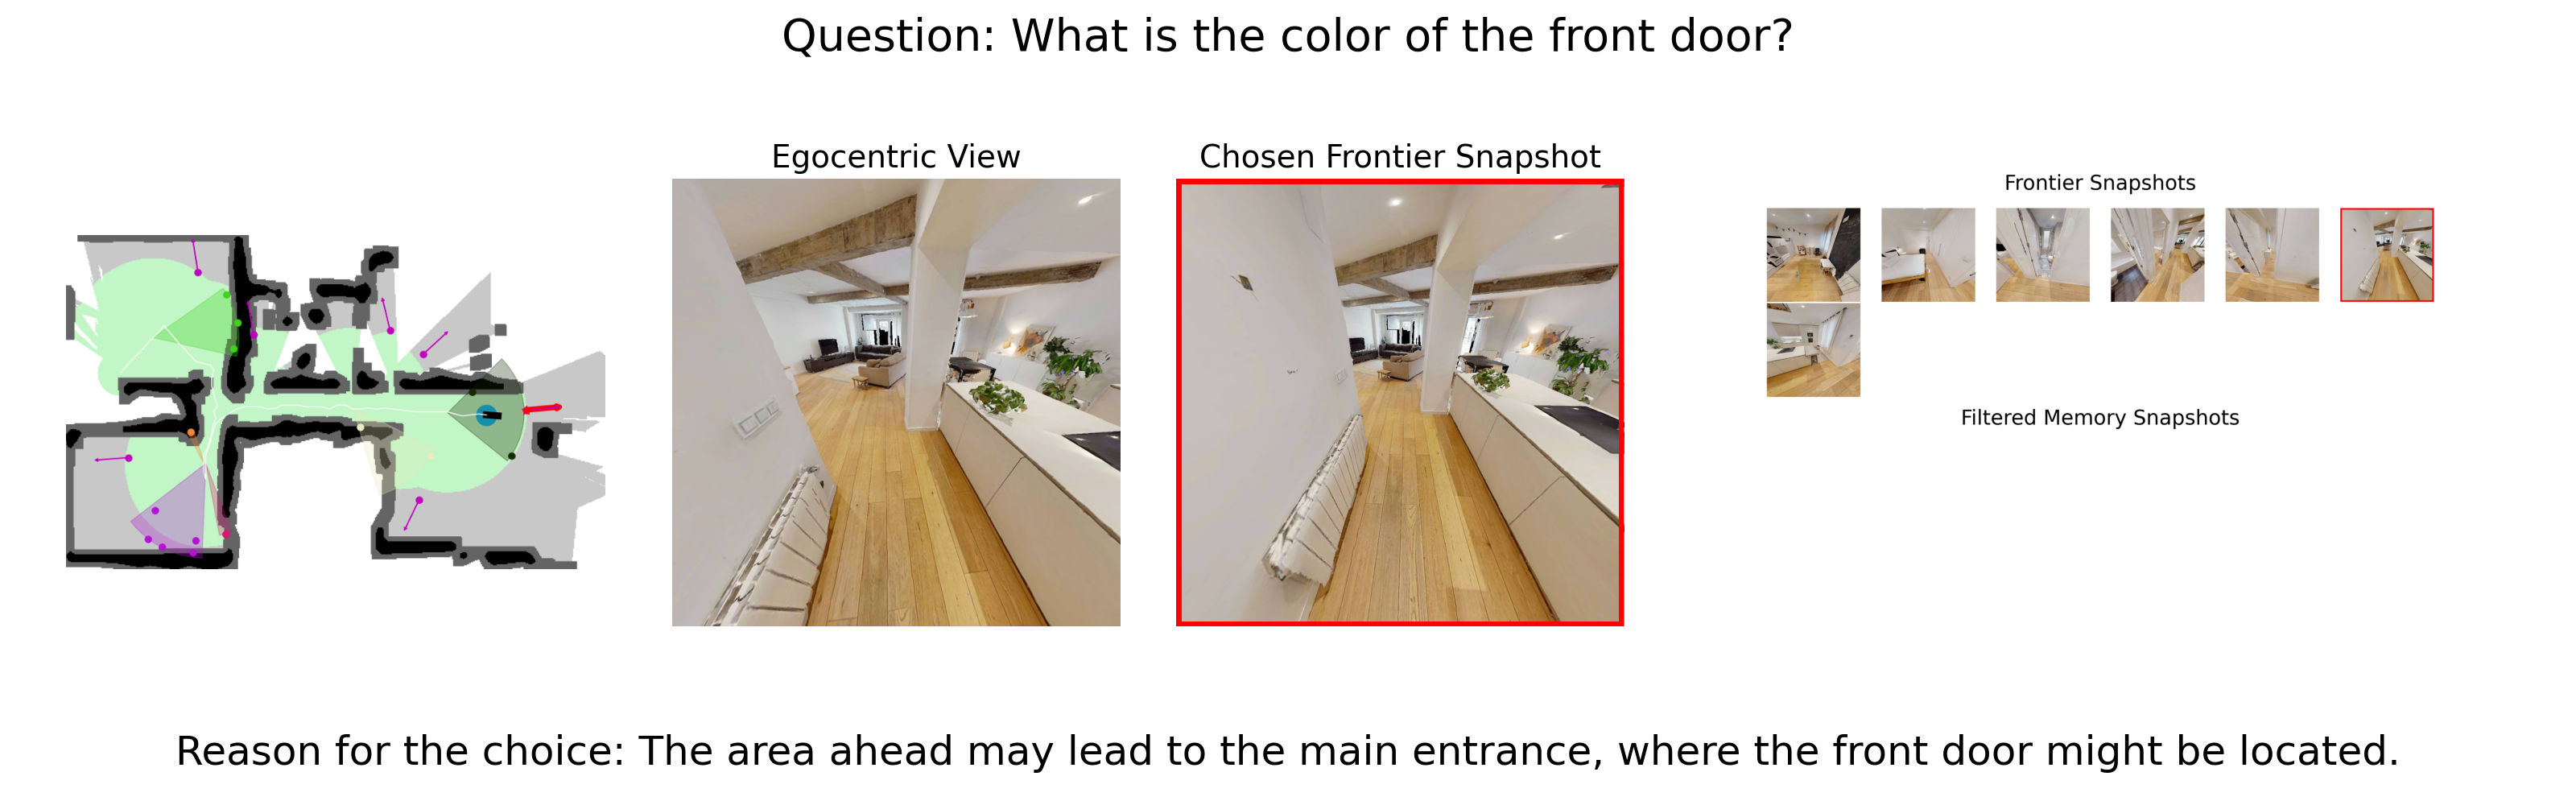 Question: What is the color of the front door?
Egocentric View
Chosen Frontier Snapshot
Frontier Snapshots
Filtered Memory Snapshots
Reason for the choice: The area ahead may lead to the main entrance, where the front door might be located.